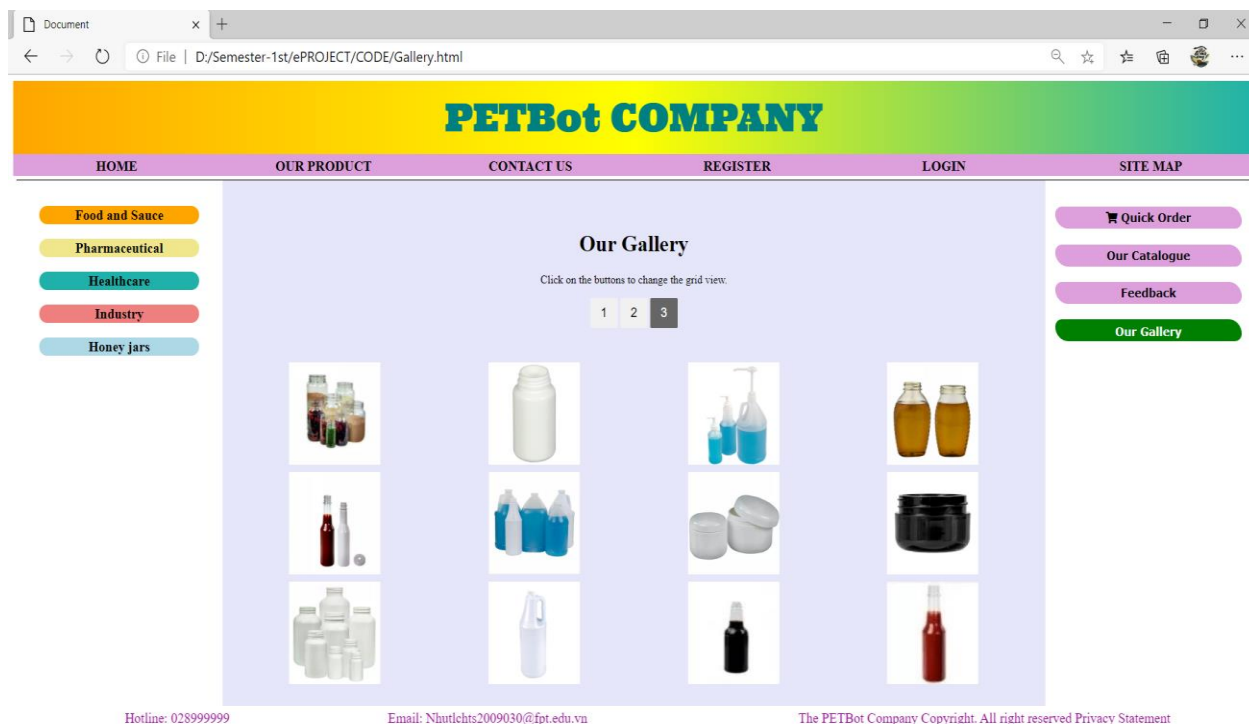 Document
File | D:/Semester-1st/ePROJECT/CODE/Gallery.html
PETBot COMPANY
HOME OUR PRODUCT CONTACT US REGISTER LOGIN SITE MAP
Food and Sauce
Pharmaceutical
Healthcare
Industry
Honey jars
Our Gallery
Click on the buttons to change the grid view.
1 2 3
Quick Order
Our Catalogue
Feedback
Our Gallery
Hotline: 028999999 Email: Nhutlchts2009030@fpt.edu.vn The PETBot Company Copyright. All right reserved Privacy Statement